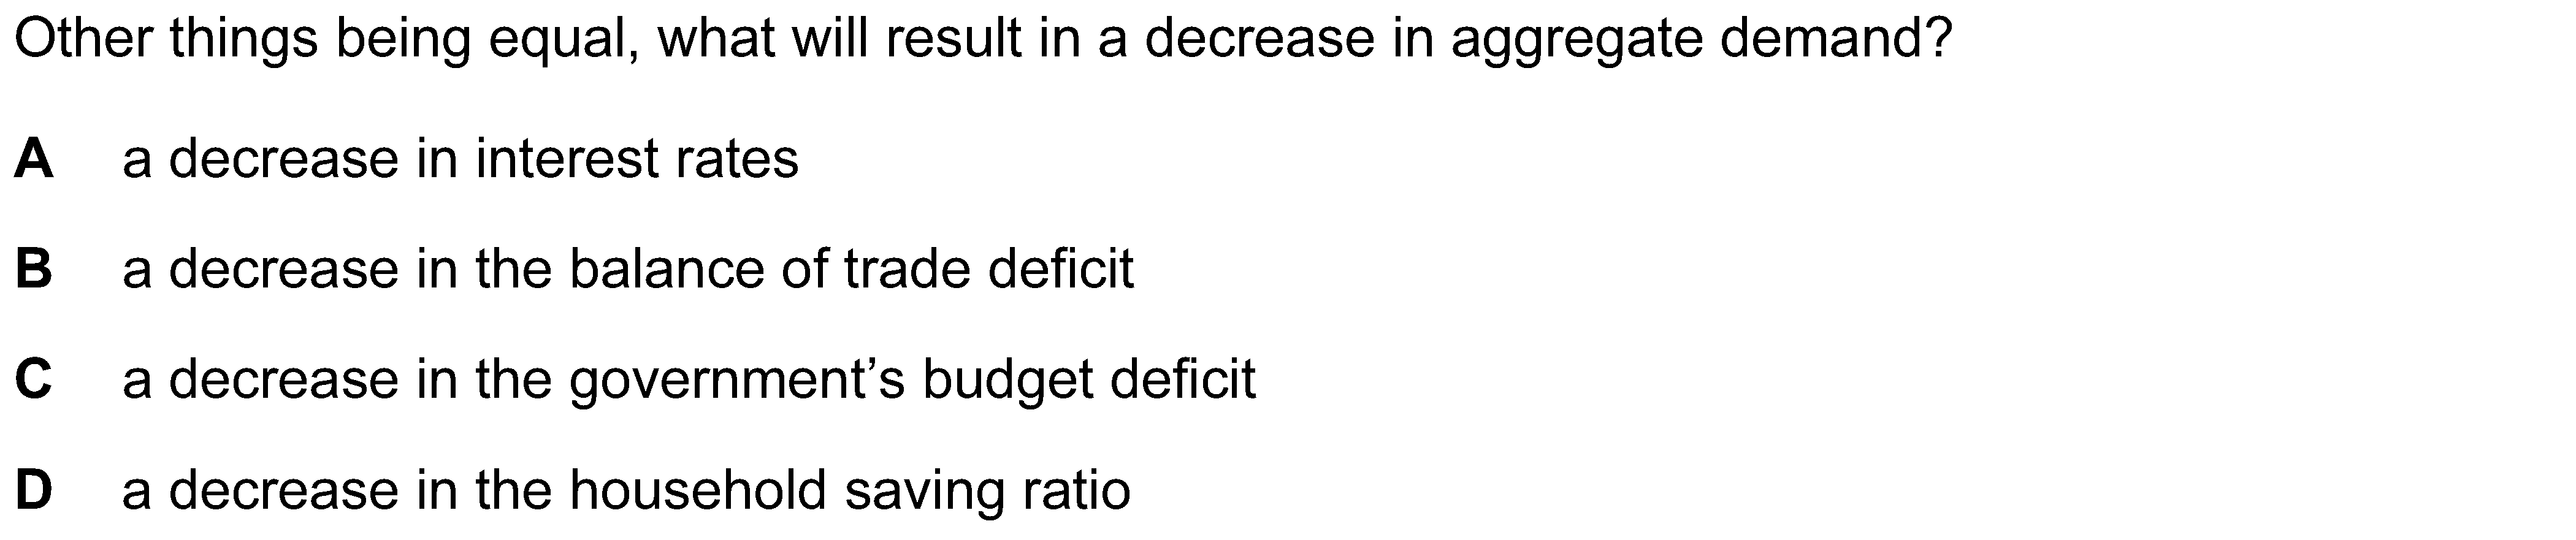 Other things being equal, what will result in a decrease in aggregate demand?
A a decrease in interest rates
B a decrease in the balance of trade deficit
C a decrease in the government’s budget deficit
D a decrease in the household saving ratio